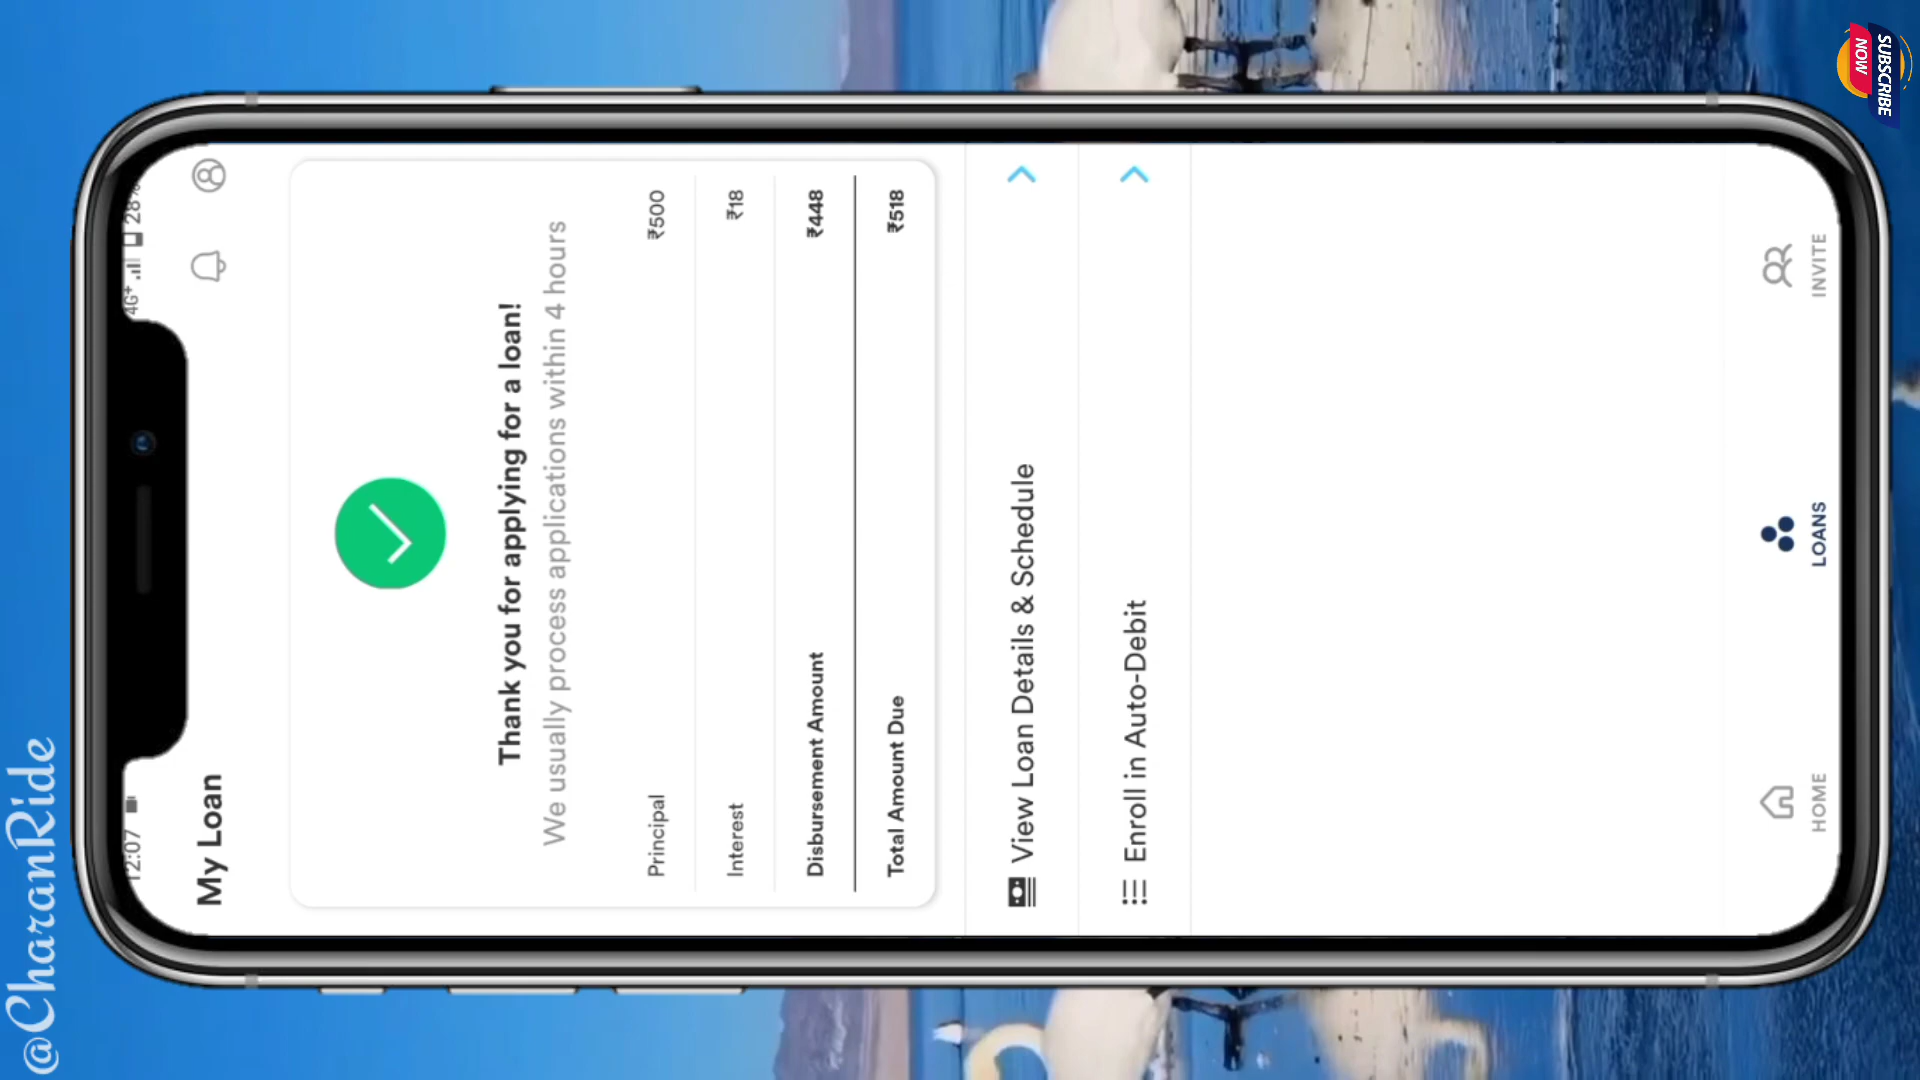 12:07
4G+ 28%
My Loan
Thank you for applying for a loan!
We usually process applications within 4 hours
Principal ₹500
Interest ₹18
Disbursement Amount ₹448
Total Amount Due ₹518
View Loan Details & Schedule
Enroll in Auto-Debit
HOME
LOANS
INVITE
@CharanRide
SUBSCRIBE
NOW